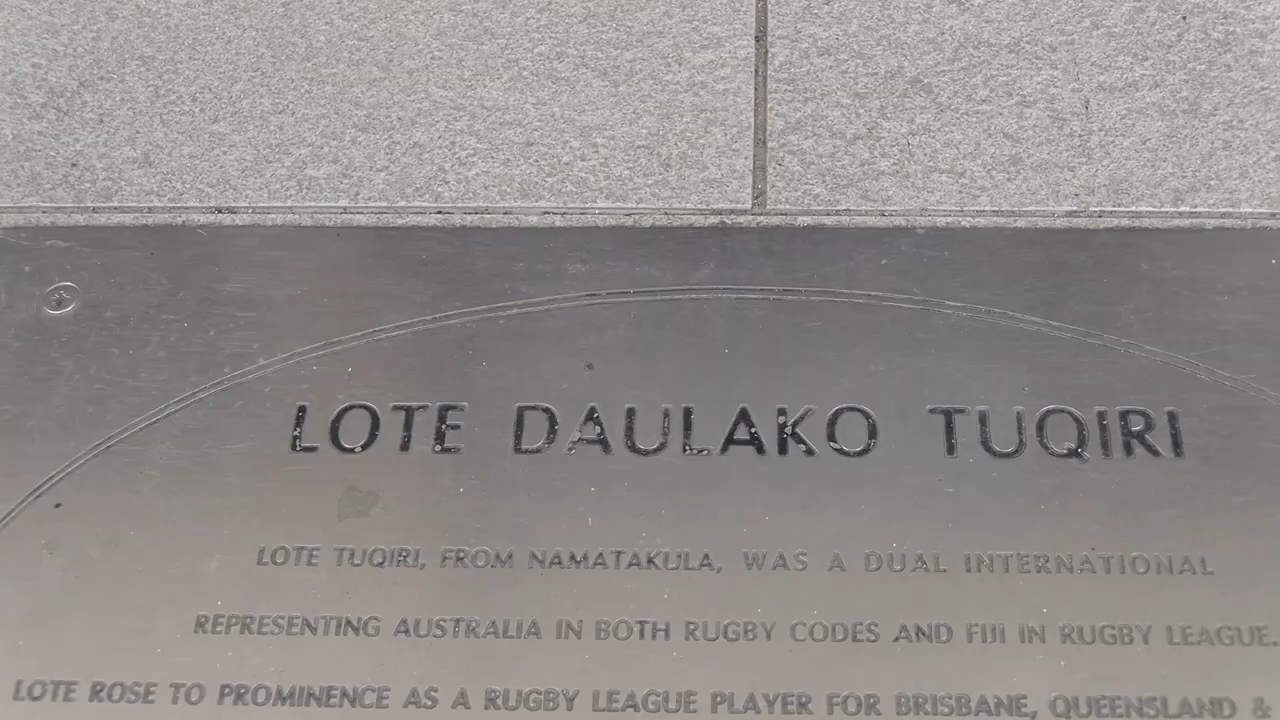 LOTE DAULAKO TUQIRI
LOTE TUQIRI, FROM NAMATAKULA, WAS A DUAL INTERNATIONAL
REPRESENTING AUSTRALIA IN BOTH RUGBY CODES AND FIJI IN RUGBY LEAGUE.
LOTE ROSE TO PROMINENCE AS A RUGBY LEAGUE PLAYER FOR BRISBANE, QUEENSLAND &